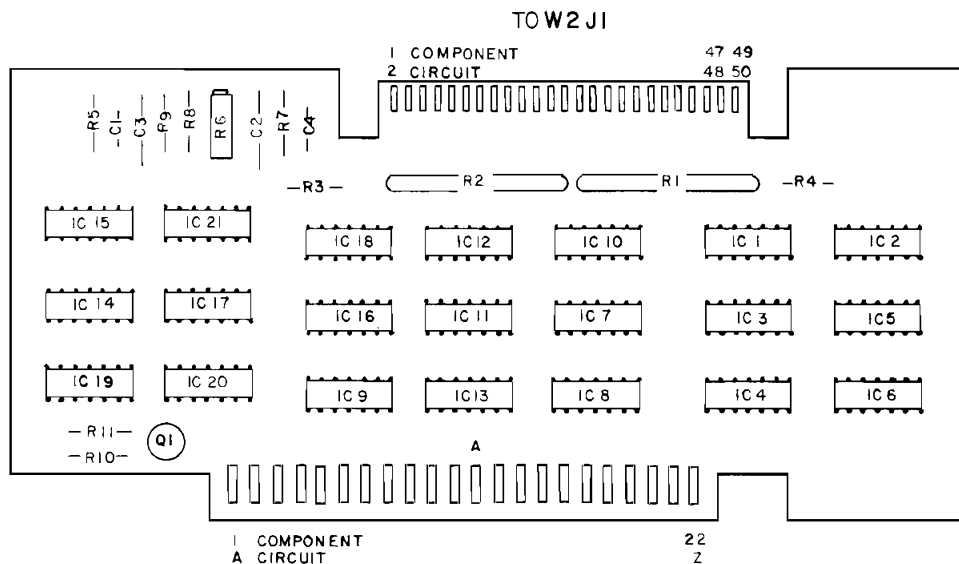 TO W2 J1
1 COMPONENT 47 49
2 CIRCUIT 48 50
R5 C1 C3 R9 R8 R6 C2 R7 C4
R3 R2 R1 R4
IC 15 IC 21
IC 18 IC 12 IC 10 IC 1 IC 2
IC 14 IC 17
IC 16 IC 11 IC 7 IC 3 IC 5
IC 19 IC 20
IC 9 IC13 IC 8 IC 4 IC 6
R11 Q1
R10
A
1 COMPONENT 22
A CIRCUIT Z